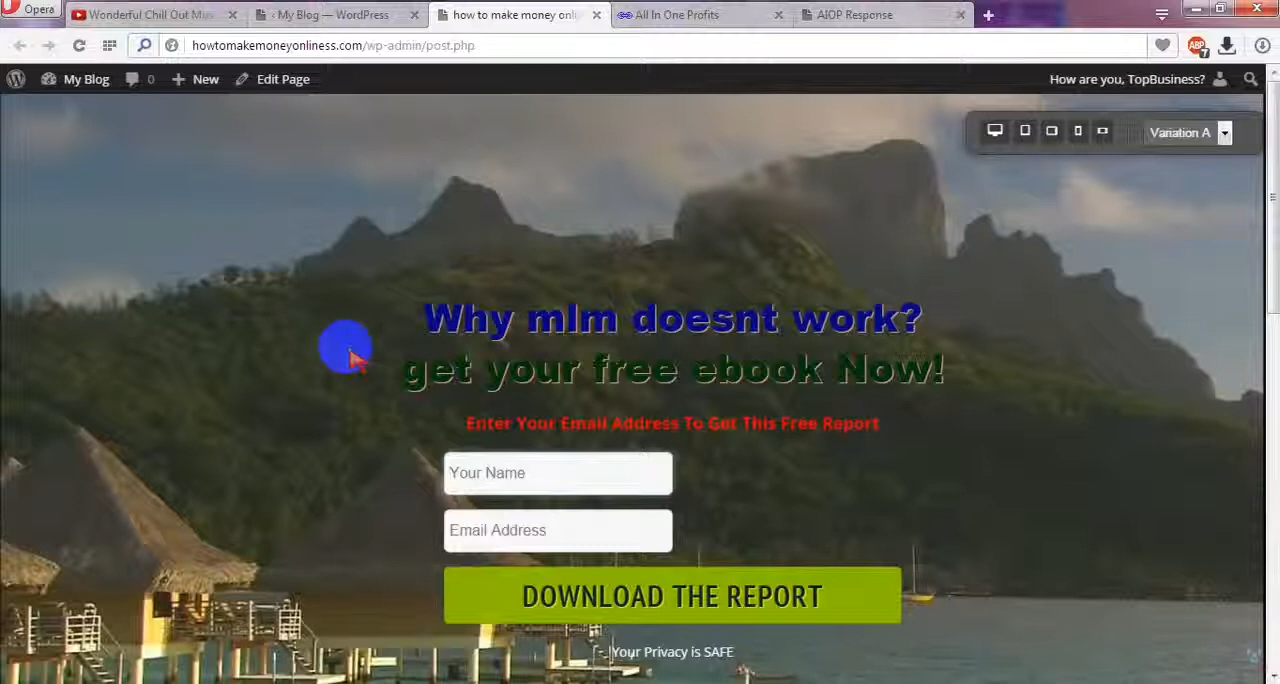 Opera
Wonderful Chill Out Mus
‹ My Blog — WordPress
how to make money onli
All In One Profits
AIOP Response
howtomakemoneyonliness.com/wp-admin/post.php
ABP
7
My Blog
0
New
Edit Page
How are you, TopBusiness?
Variation A
Why mlm doesnt work?
get your free ebook Now!
Enter Your Email Address To Get This Free Report
Your Name
Email Address
DOWNLOAD THE REPORT
Your Privacy is SAFE